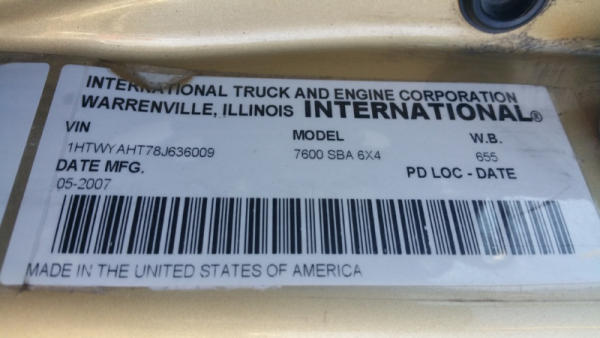 INTERNATIONAL TRUCK AND ENGINE CORPORATION
WARRENVILLE, ILLINOIS INTERNATIONAL®
VIN MODEL W.B.
1HTWYAHT78J636009 7600 SBA 6X4 655
DATE MFG. PD LOC - DATE
05-2007
MADE IN THE UNITED STATES OF AMERICA